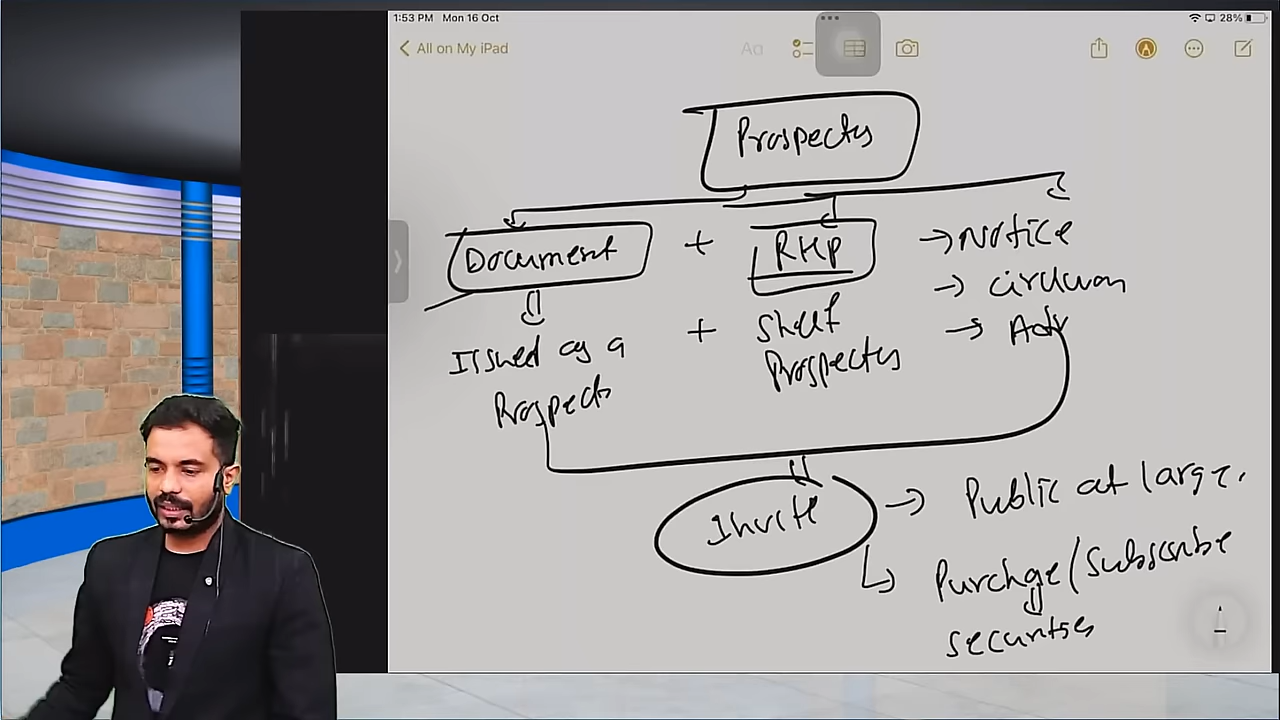 1:53 PM Mon 16 Oct
28%
All on My iPad
Aa
Prospectus
Document + RHP → Notice
→ circular
Issued as a + Shelf → Adv
Prospectus Prospectus
Invite → Public at large.
Purchase/Subscribe
securities